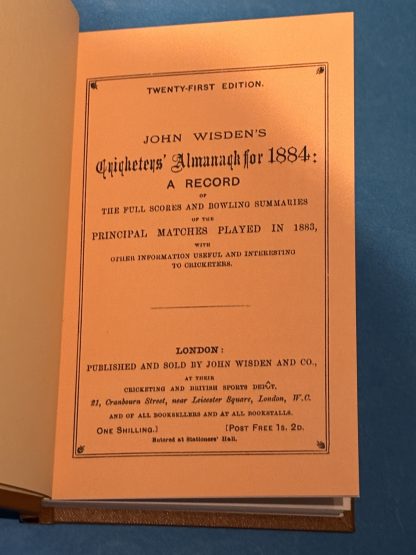 TWENTY-FIRST EDITION.
JOHN WISDEN'S
Cricketers' Almanack for 1884:
A RECORD
OF
THE FULL SCORES AND BOWLING SUMMARIES
OF THE
PRINCIPAL MATCHES PLAYED IN 1883,
WITH
OTHER INFORMATION USEFUL AND INTERESTING
TO CRICKETERS.
LONDON:
PUBLISHED AND SOLD BY JOHN WISDEN AND CO.,
AT THEIR
CRICKETING AND BRITISH SPORTS DEPÔT,
21, Cranbourn Street, near Leicester Square, London, W.C.
AND OF ALL BOOKSELLERS AND AT ALL BOOKSTALLS.
ONE SHILLING.] [POST FREE 1S. 2D.
Entered at Stationers' Hall.